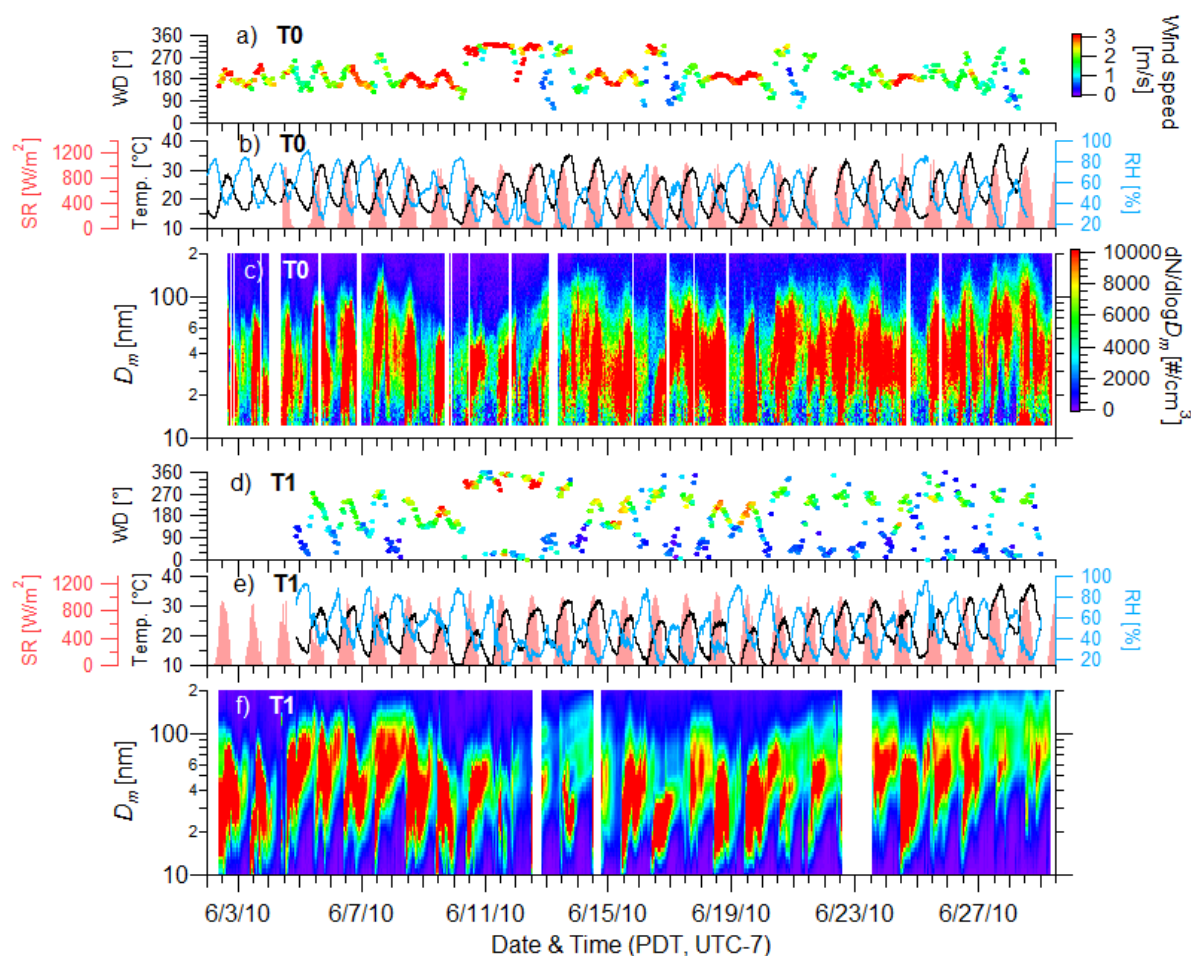 a) T0
WD [°]
360
270
180
90
0
3
2
1
0
Wind speed
[m/s]
b) T0
SR [W/m²]
1200
800
400
0
Temp. [°C]
40
30
20
10
80
60
40
20
RH [%]
100
c) T0
Dm [nm]
2
100
6
4
2
10
10000
8000
6000
4000
2000
0
dN/dlogDm [#/cm³]
d) T1
WD [°]
360
270
180
90
0
e) T1
SR [W/m²]
1200
800
400
0
Temp. [°C]
40
30
20
10
100
80
60
40
20
RH [%]
f) T1
Dm [nm]
2
100
6
4
2
10
6/3/10 6/7/10 6/11/10 6/15/10 6/19/10 6/23/10 6/27/10
Date & Time (PDT, UTC-7)